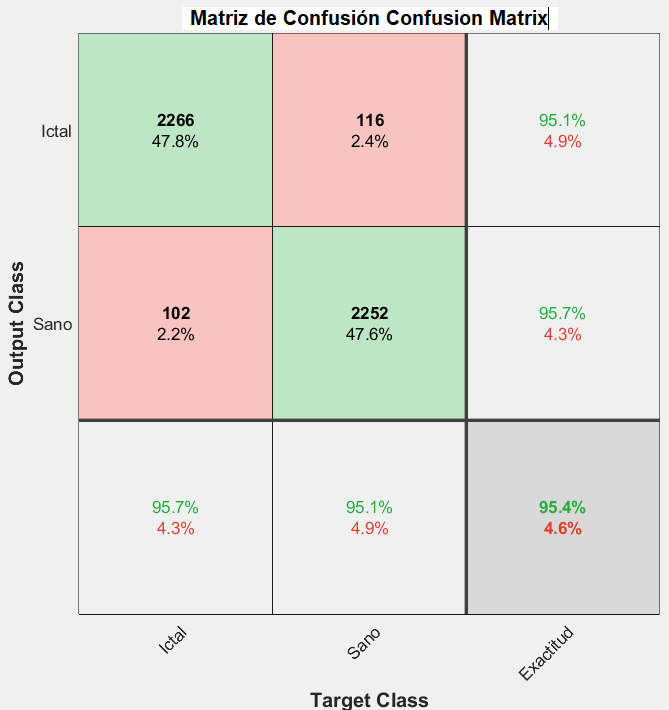 Matriz de Confusión Confusion Matrix
Ictal
2266
47.8%
116
2.4%
95.1%
4.9%
Sano
102
2.2%
2252
47.6%
95.7%
4.3%
95.7%
4.3%
95.1%
4.9%
95.4%
4.6%
Output Class
Ictal
Sano
Exactitud
Target Class